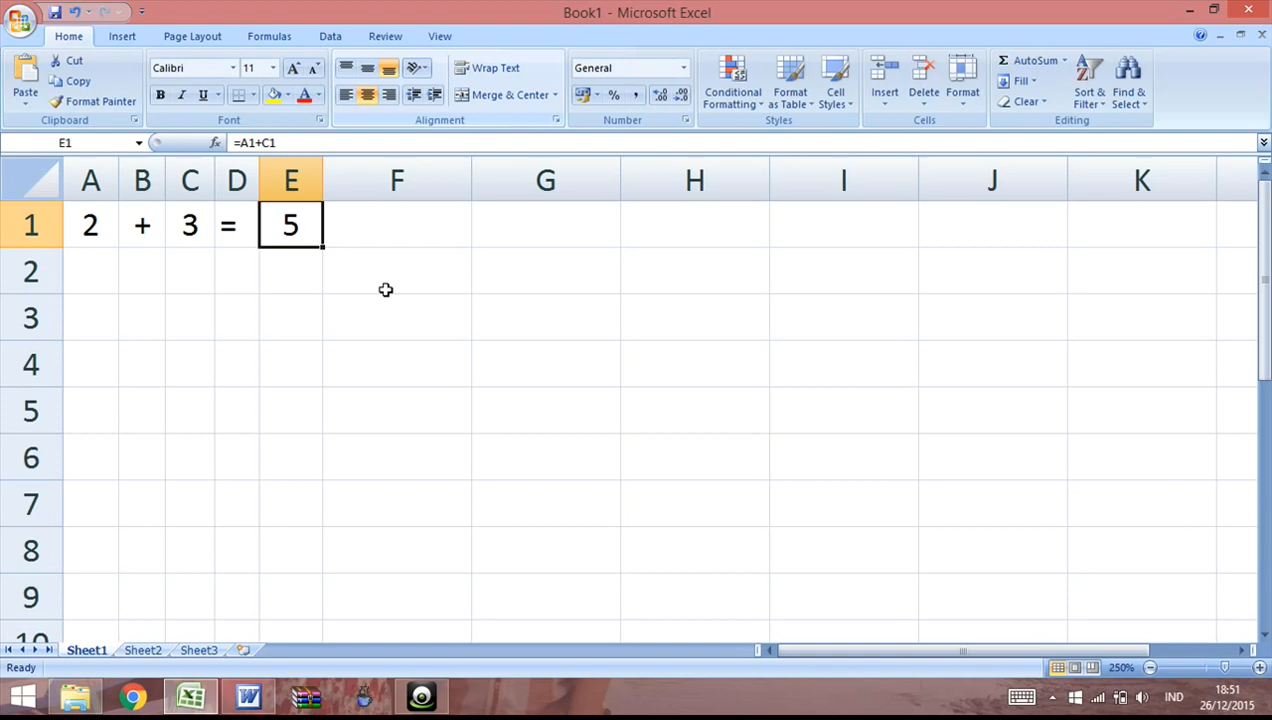 Book1 - Microsoft Excel
Home Insert Page Layout Formulas Data Review View
Paste
Cut
Copy
Format Painter
Clipboard
Calibri 11
B I U
Font
Wrap Text
Merge & Center
Alignment
General
% ,
Number
Conditional Formatting
Format as Table
Cell Styles
Styles
Insert Delete Format
Cells
Σ AutoSum
Fill
Clear
Sort & Filter
Find & Select
Editing
E1 fx =A1+C1
A B C D E F G H I J K
1 2 + 3 = 5
2
3
4
5
6
7
8
9
10
Sheet1 Sheet2 Sheet3
Ready 250%
IND 18:51
26/12/2015